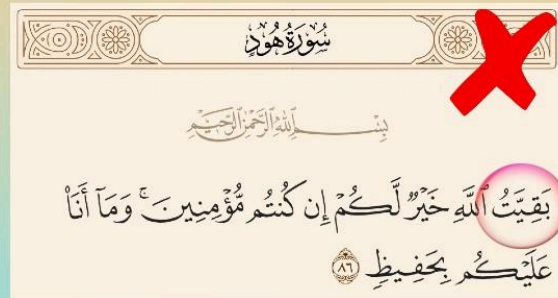 سُورَةُ هُودٍ
بِسْمِ ٱللَّهِ ٱلرَّحْمَٰنِ ٱلرَّحِيمِ
بَقِيَّتُ ٱللَّهِ خَيْرٌ لَّكُمْ إِن كُنتُم مُّؤْمِنِينَ ۚ وَمَآ أَنَا۠
عَلَيْكُم بِحَفِيظٍ ٨٦